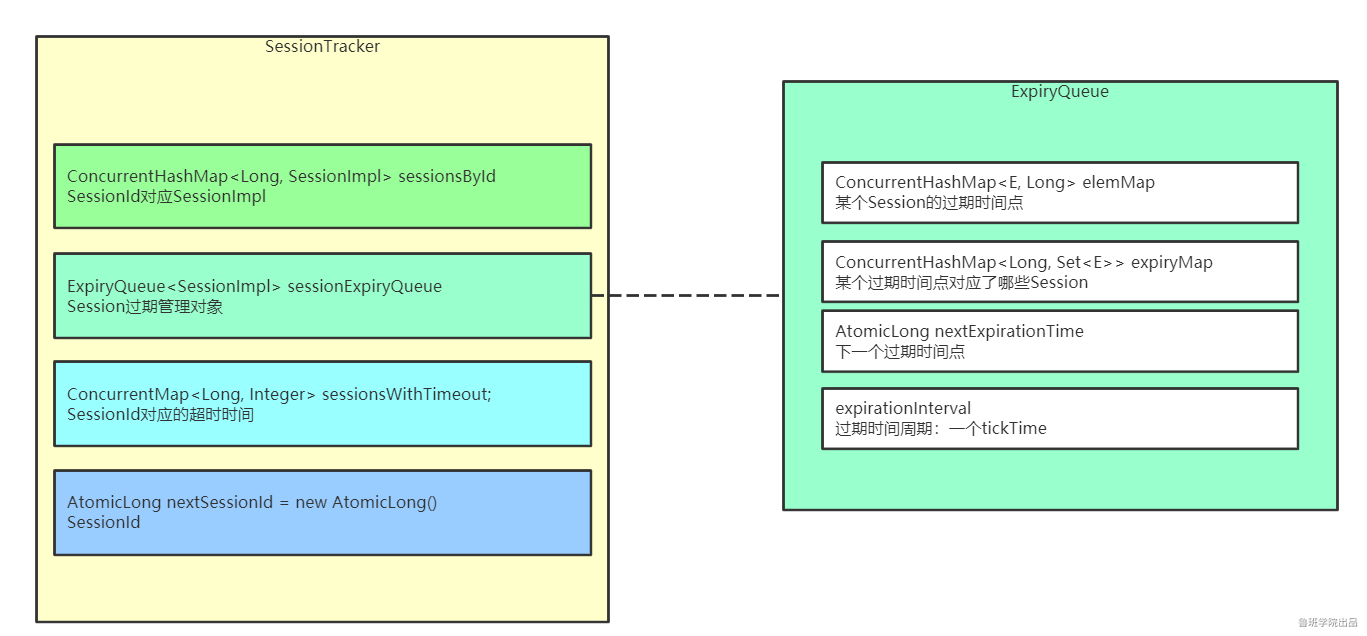 SessionTracker
ConcurrentHashMap<Long, SessionImpl> sessionsById
SessionId对应SessionImpl
ExpiryQueue<SessionImpl> sessionExpiryQueue
Session过期管理对象
ConcurrentMap<Long, Integer> sessionsWithTimeout;
SessionId对应的超时时间
AtomicLong nextSessionId = new AtomicLong()
SessionId
ExpiryQueue
ConcurrentHashMap<E, Long> elemMap
某个Session的过期时间点
ConcurrentHashMap<Long, Set<E>> expiryMap
某个过期时间点对应了哪些Session
AtomicLong nextExpirationTime
下一个过期时间点
expirationInterval
过期时间周期：一个tickTime
鲁班学院出品